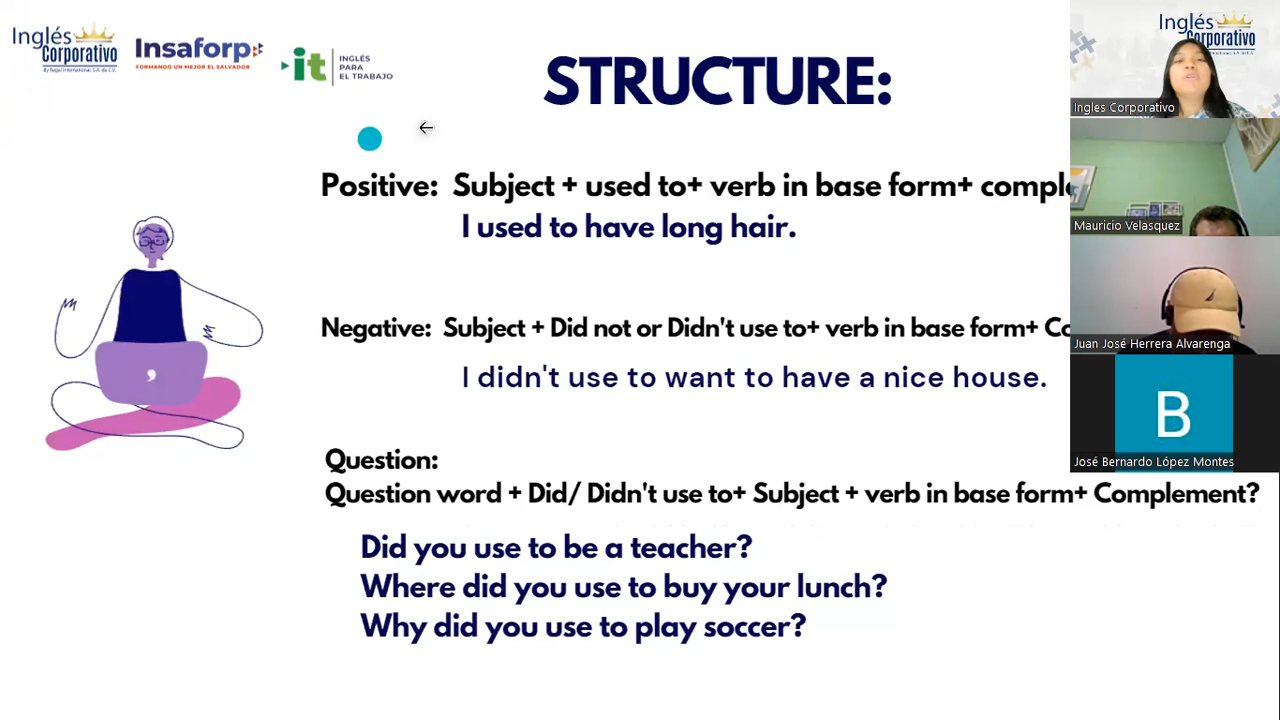 Inglés
Corporativo
By Regal International S.A. de C.V.
Insaforp
FORMANDO UN MEJOR EL SALVADOR
it
INGLÉS
PARA
EL TRABAJO
STRUCTURE:
Positive: Subject + used to+ verb in base form+ comple
I used to have long hair.
Negative: Subject + Did not or Didn't use to+ verb in base form+ Co
I didn't use to want to have a nice house.
Question:
Question word + Did/ Didn't use to+ Subject + verb in base form+ Complement?
Did you use to be a teacher?
Where did you use to buy your lunch?
Why did you use to play soccer?
Inglés
Corporativo
Ingles Corporativo
Mauricio Velasquez
Juan José Herrera Alvarenga
B
José Bernardo López Montes